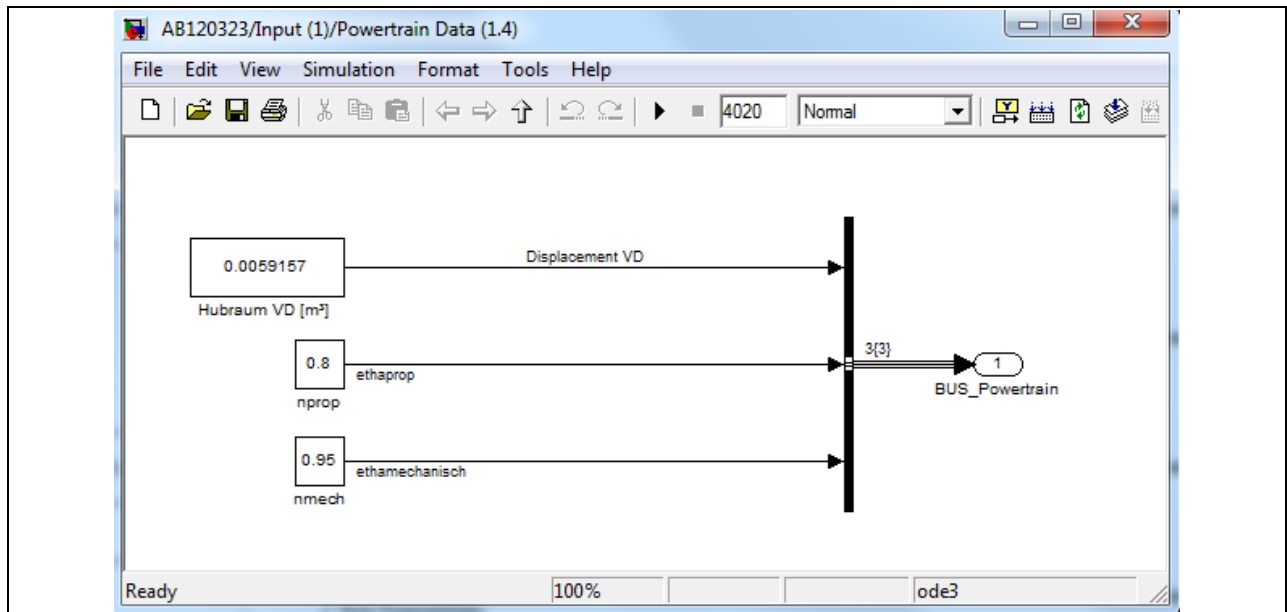 AB120323/Input (1)/Powertrain Data (1.4)
File Edit View Simulation Format Tools Help
4020 Normal
Displacement VD
0.0059157
Hubraum VD [m³]
3{3}
0.8
ethaprop
1
nprop
BUS_Powertrain
0.95
ethamechanisch
nmech
Ready 100% ode3